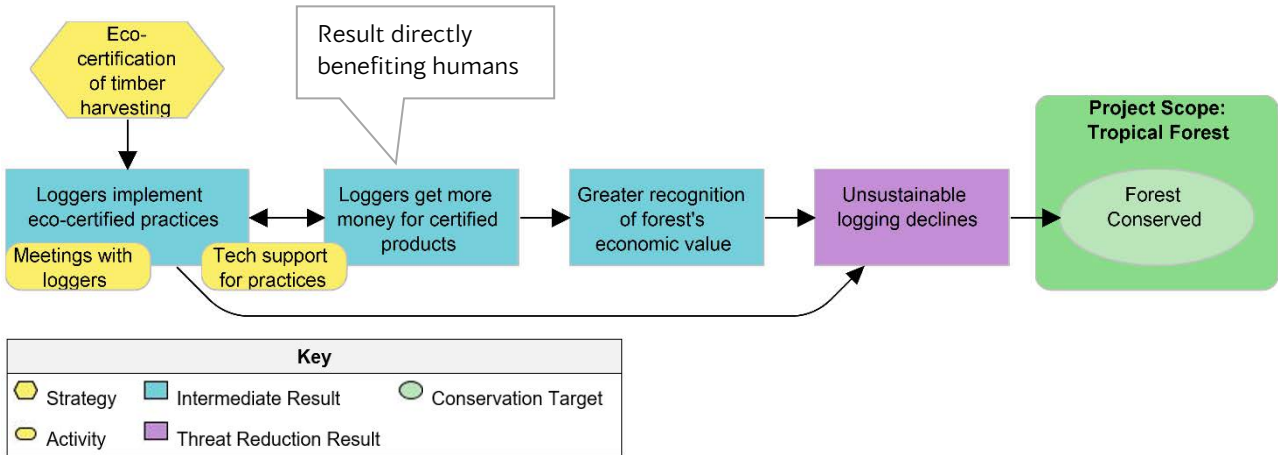 Eco-
certification
of timber
harvesting
Result directly
benefiting humans
Project Scope:
Tropical Forest
Loggers implement
eco-certified practices
Loggers get more
money for certified
products
Greater recognition
of forest's
economic value
Unsustainable
logging declines
Forest
Conserved
Meetings with
loggers
Tech support
for practices
Key
Strategy
Intermediate Result
Conservation Target
Activity
Threat Reduction Result